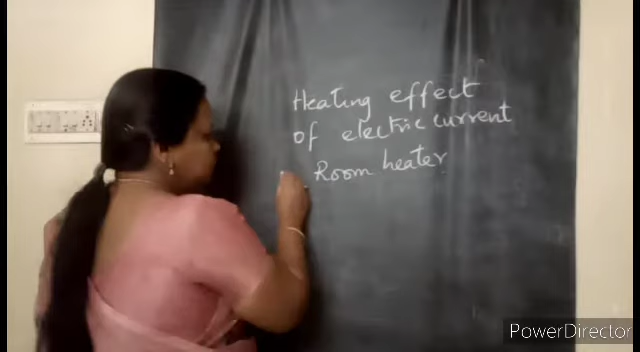 Heating effect
of electric current
Room heater
PowerDirector